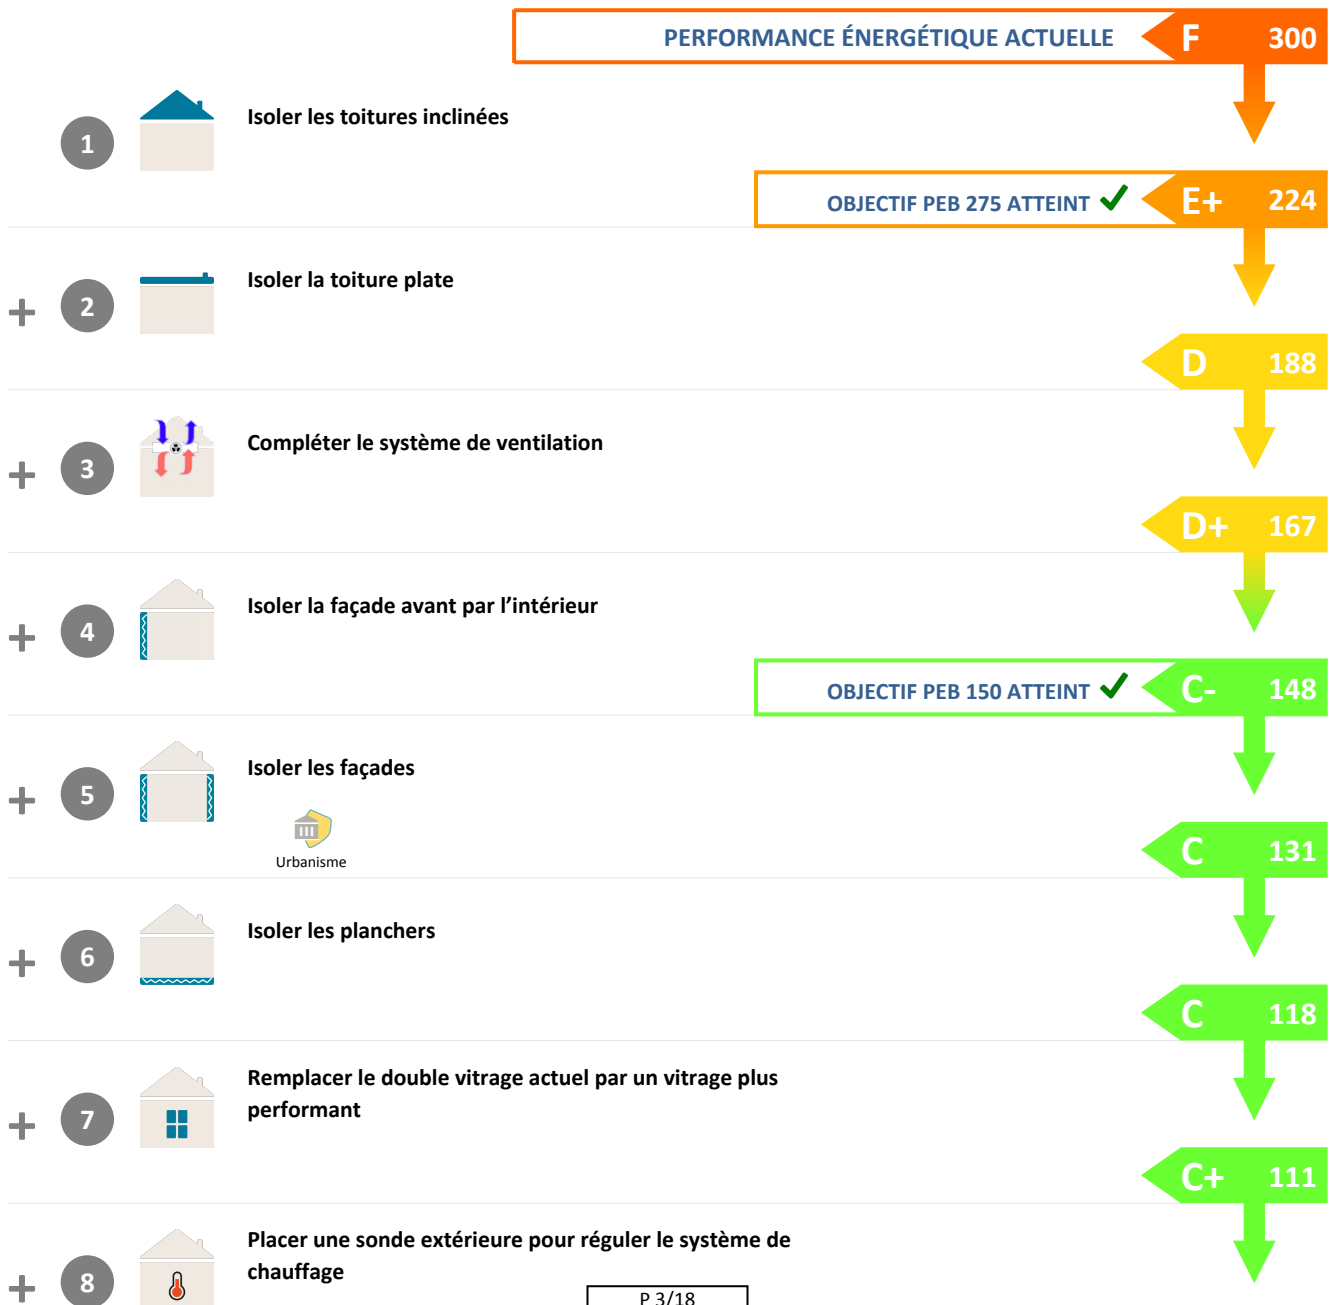 PERFORMANCE ÉNERGÉTIQUE ACTUELLE F 300
1 Isoler les toitures inclinées
OBJECTIF PEB 275 ATTEINT E+ 224
+ 2 Isoler la toiture plate
D 188
+ 3 Compléter le système de ventilation
D+ 167
+ 4 Isoler la façade avant par l’intérieur
OBJECTIF PEB 150 ATTEINT C- 148
+ 5 Isoler les façades
Urbanisme
C 131
+ 6 Isoler les planchers
C 118
+ 7 Remplacer le double vitrage actuel par un vitrage plus
performant
C+ 111
+ 8 Placer une sonde extérieure pour réguler le système de
chauffage
P 3/18